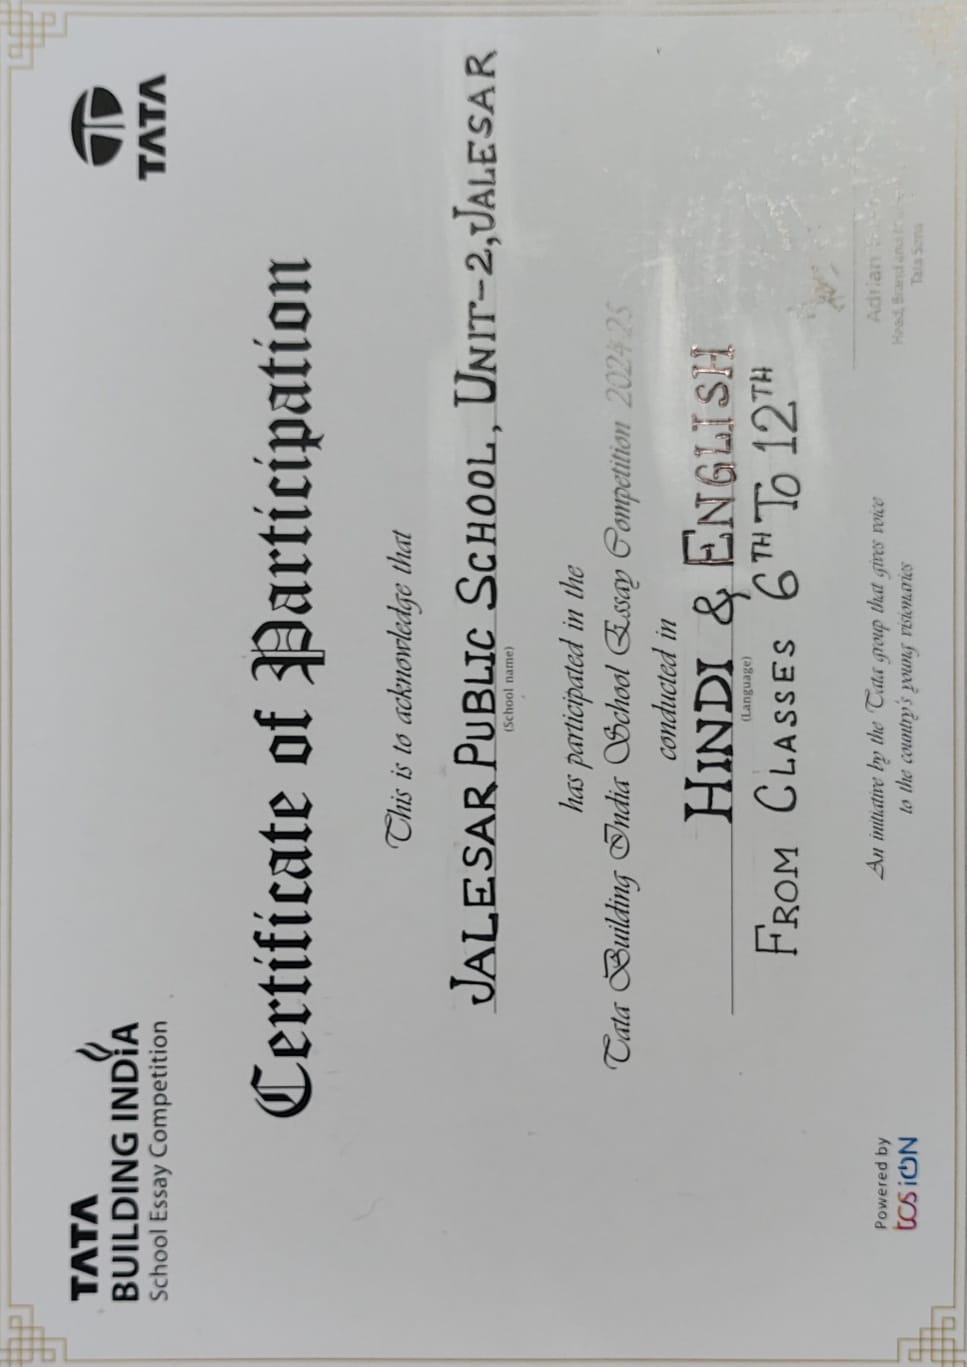 TATA
BUILDING INDiA
School Essay Competition
TATA
Certificate of Participation
This is to acknowledge that
JALESAR PUBLIC SCHOOL, UNIT-2, JALESAR
(School name)
has participated in the
Tata Building India School Essay Competition 2024-25
conducted in
HINDI & ENGLISH
(Language)
FROM CLASSES 6TH TO 12TH
Powered by
tcs iON
An initiative by the Tata group that gives voice
to the country's young visionaries
Adrian
Head, Brand and
Tata Sons